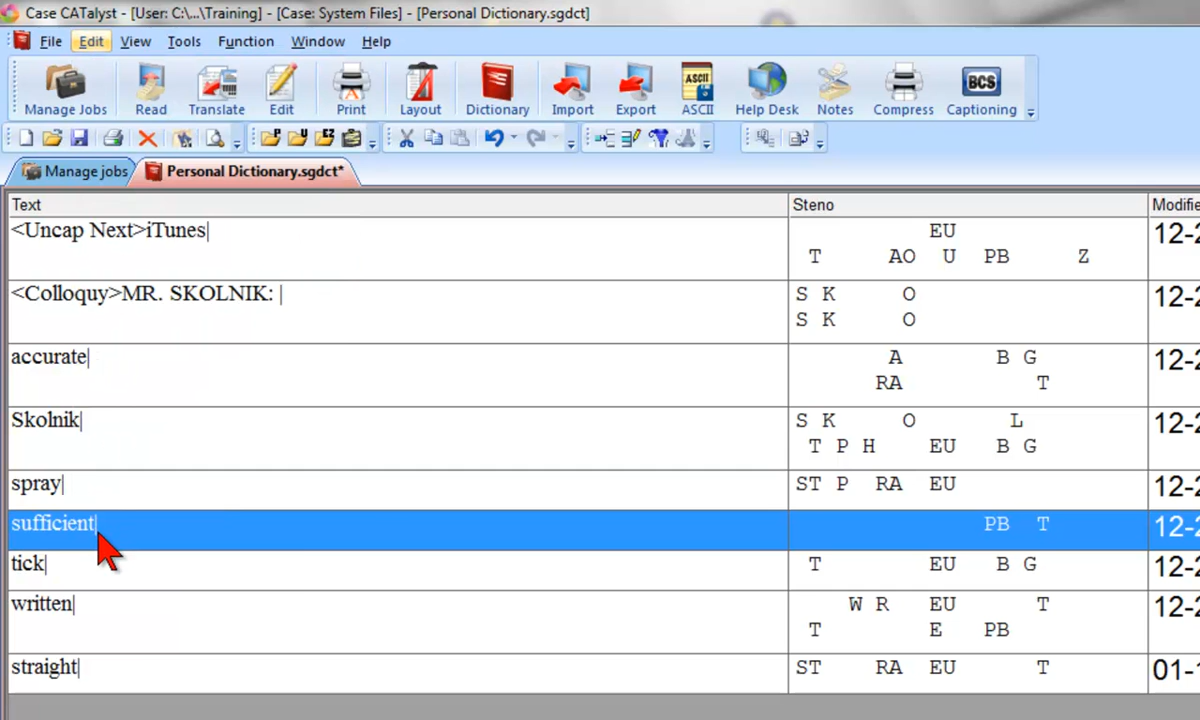 Case CATalyst - [User: C:\...\Training] - [Case: System Files] - [Personal Dictionary.sgdct]
File Edit View Tools Function Window Help
Manage Jobs Read Translate Edit Print Layout Dictionary Import Export ASCII Help Desk Notes Compress Captioning
ASCII BCS
P U EZ
Manage jobs Personal Dictionary.sgdct*
Text Steno Modifie
<Uncap Next>iTunes| EU 12-2
T AO U PB Z
<Colloquy>MR. SKOLNIK: | S K O 12-2
S K O
accurate| A B G 12-2
RA T
Skolnik| S K O L 12-2
T P H EU B G
spray| ST P RA EU 12-2
sufficient| PB T 12-2
tick| T EU B G 12-2
written| W R EU T 12-2
T E PB
straight| ST RA EU T 01-1